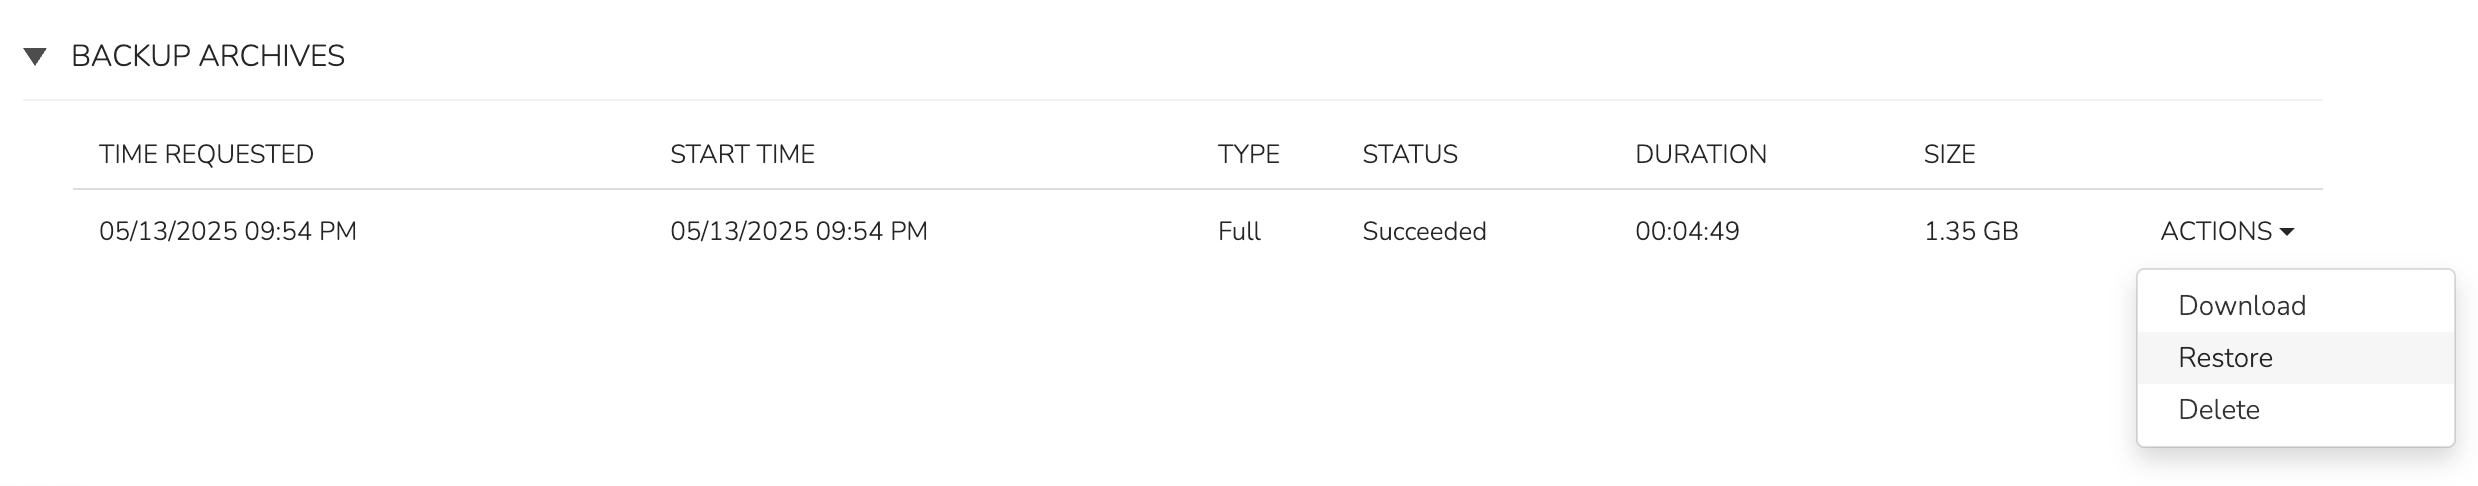 BACKUP ARCHIVES
TIME REQUESTED START TIME TYPE STATUS DURATION SIZE
05/13/2025 09:54 PM 05/13/2025 09:54 PM Full Succeeded 00:04:49 1.35 GB ACTIONS
Download
Restore
Delete